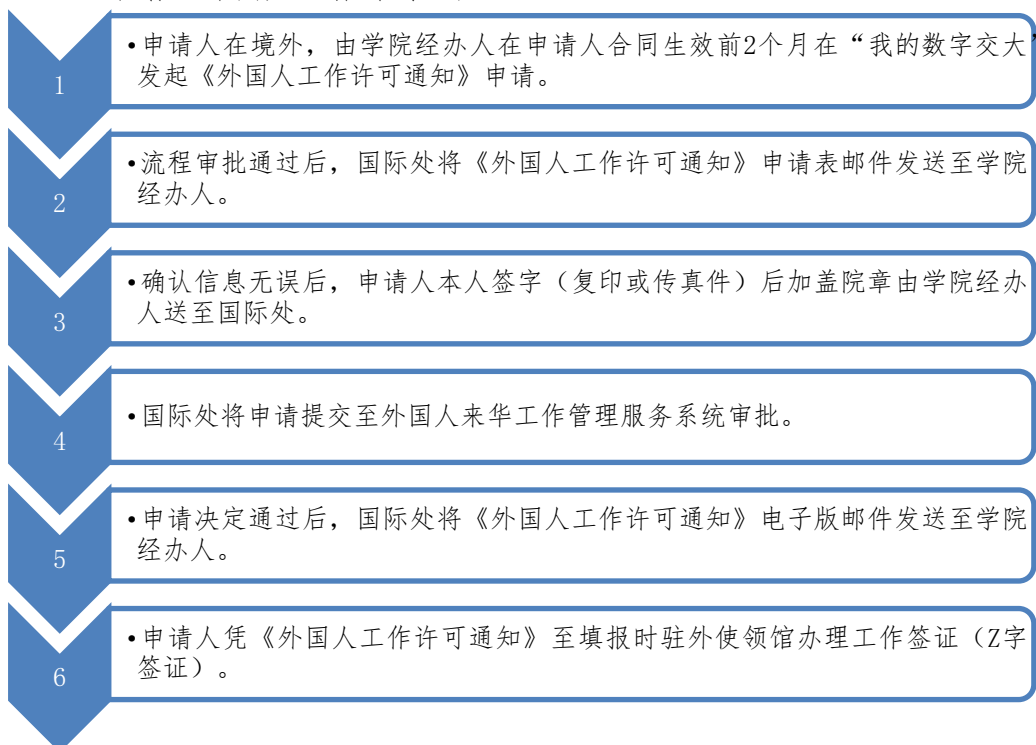 1
•申请人在境外，由学院经办人在申请人合同生效前2个月在“我的数字交大”
发起《外国人工作许可通知》申请。
2
•流程审批通过后，国际处将《外国人工作许可通知》申请表邮件发送至学院
经办人。
3
•确认信息无误后，申请人本人签字（复印或传真件）后加盖院章由学院经办
人送至国际处。
4
•国际处将申请提交至外国人来华工作管理服务系统审批。
5
•申请决定通过后，国际处将《外国人工作许可通知》电子版邮件发送至学院
经办人。
6
•申请人凭《外国人工作许可通知》至填报时驻外使领馆办理工作签证（Z字
签证）。